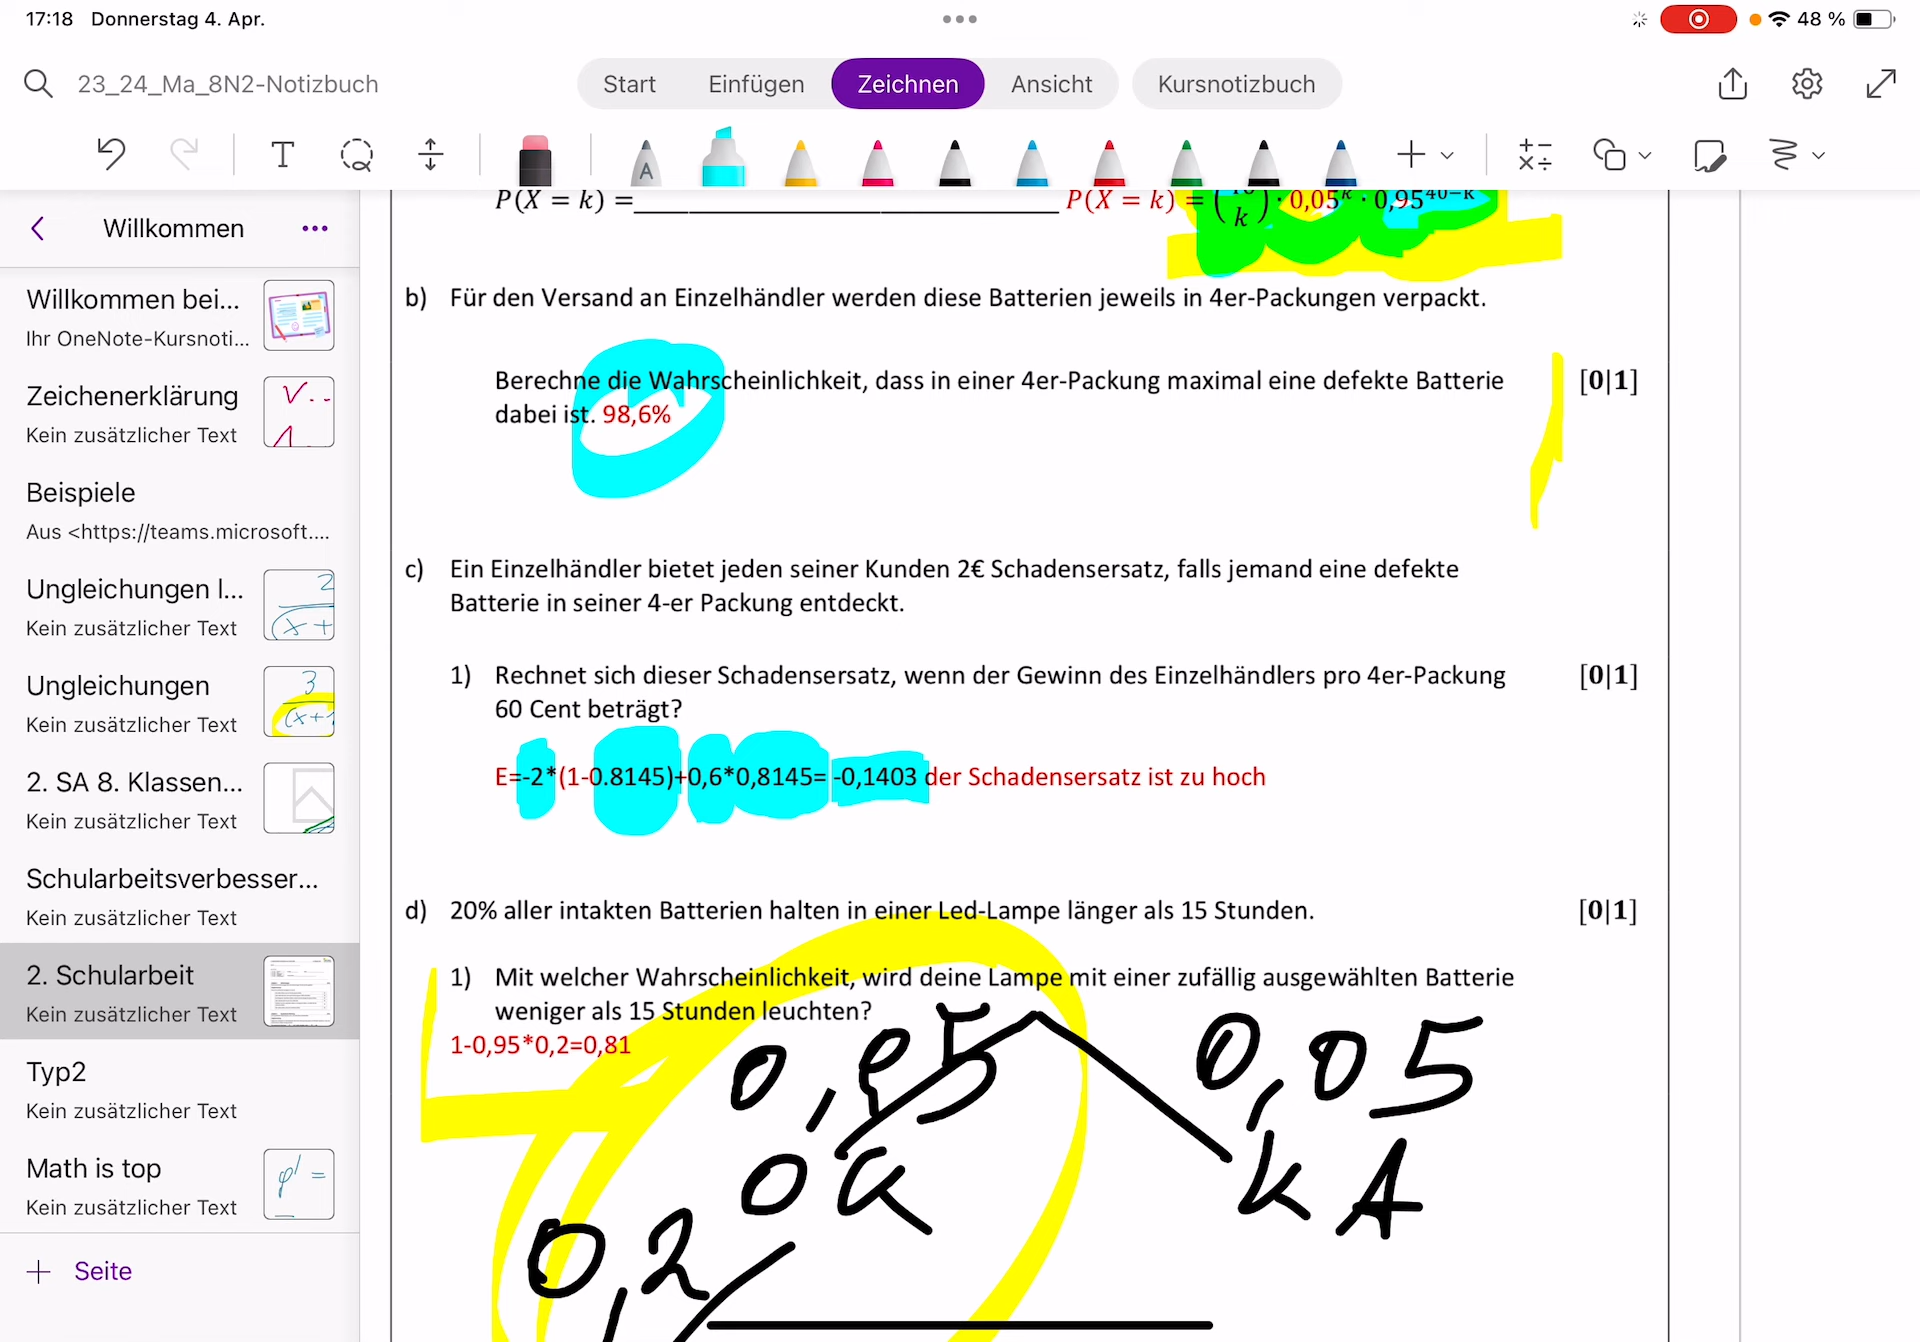 17:18 Donnerstag 4. Apr.
48 %
23_24_Ma_8N2-Notizbuch
Start Einfügen Zeichnen Ansicht Kursnotizbuch
T A
Willkommen
Willkommen bei...
Ihr OneNote-Kursnoti...
Zeichenerklärung
Kein zusätzlicher Text
Beispiele
Aus <https://teams.microsoft....
Ungleichungen l...
Kein zusätzlicher Text
Ungleichungen
Kein zusätzlicher Text
2. SA 8. Klassen...
Kein zusätzlicher Text
Schularbeitsverbesser...
Kein zusätzlicher Text
2. Schularbeit
Kein zusätzlicher Text
Typ2
Kein zusätzlicher Text
Math is top
Kein zusätzlicher Text
Seite
P(X = k) = P(X = k) = (k) · 0,05ᵏ · 0,95⁴⁰⁻ᵏ
b) Für den Versand an Einzelhändler werden diese Batterien jeweils in 4er-Packungen verpackt.
Berechne die Wahrscheinlichkeit, dass in einer 4er-Packung maximal eine defekte Batterie [0|1]
dabei ist. 98,6%
c) Ein Einzelhändler bietet jeden seiner Kunden 2€ Schadensersatz, falls jemand eine defekte
Batterie in seiner 4-er Packung entdeckt.
1) Rechnet sich dieser Schadensersatz, wenn der Gewinn des Einzelhändlers pro 4er-Packung [0|1]
60 Cent beträgt?
E=-2*(1-0.8145)+0,6*0,8145= -0,1403 der Schadensersatz ist zu hoch
d) 20% aller intakten Batterien halten in einer Led-Lampe länger als 15 Stunden. [0|1]
1) Mit welcher Wahrscheinlichkeit, wird deine Lampe mit einer zufällig ausgewählten Batterie
weniger als 15 Stunden leuchten?
1-0,95*0,2=0,81
0,95 0,05
ok kA
0,2